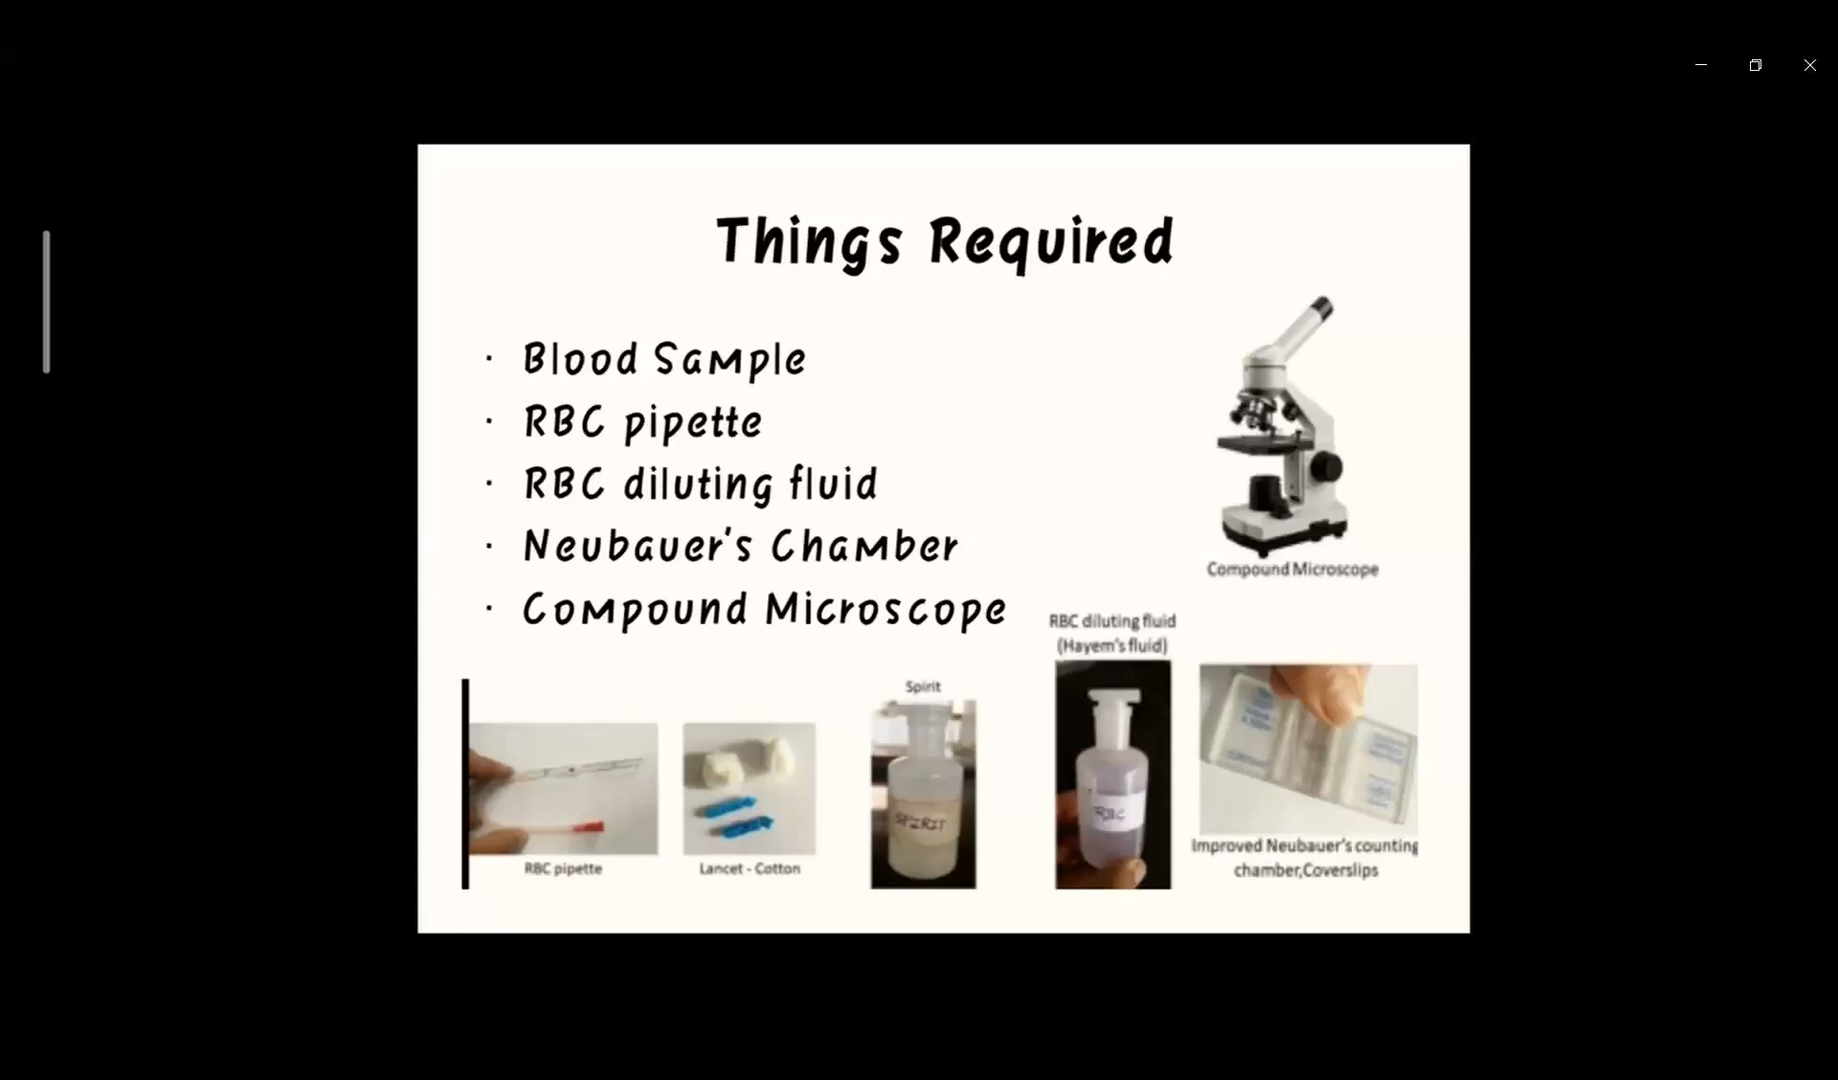 Things Required
· Blood Sample
· RBC pipette
· RBC diluting fluid
· Neubauer's Chamber
· Compound Microscope
Compound Microscope
RBC diluting fluid
(Hayem's fluid)
Spirit
SPIRIT
RBC
RBC pipette
Lancet - Cotton
Improved Neubauer's counting
chamber,Coverslips